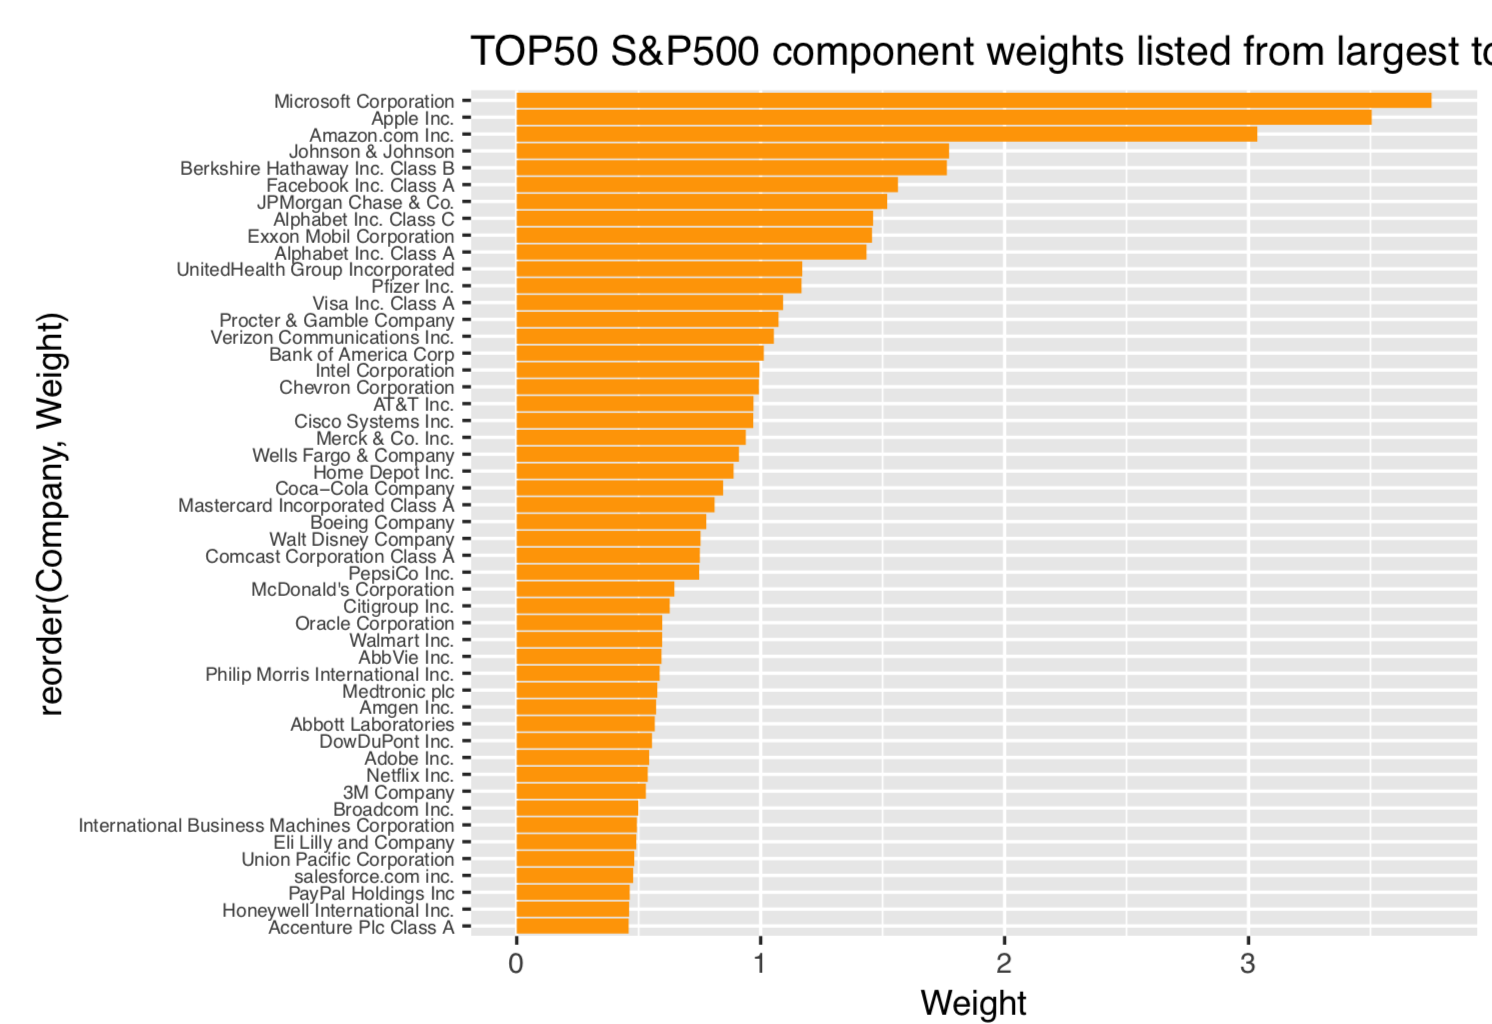 TOP50 S&P500 component weights listed from largest to
Microsoft Corporation
Apple Inc.
Amazon.com Inc.
Johnson & Johnson
Berkshire Hathaway Inc. Class B
Facebook Inc. Class A
JPMorgan Chase & Co.
Alphabet Inc. Class C
Exxon Mobil Corporation
Alphabet Inc. Class A
UnitedHealth Group Incorporated
Pfizer Inc.
Visa Inc. Class A
Procter & Gamble Company
Verizon Communications Inc.
Bank of America Corp
Intel Corporation
Chevron Corporation
AT&T Inc.
Cisco Systems Inc.
Merck & Co. Inc.
Wells Fargo & Company
Home Depot Inc.
Coca−Cola Company
Mastercard Incorporated Class A
Boeing Company
Walt Disney Company
Comcast Corporation Class A
PepsiCo Inc.
McDonald's Corporation
Citigroup Inc.
Oracle Corporation
Walmart Inc.
AbbVie Inc.
Philip Morris International Inc.
Medtronic plc
Amgen Inc.
Abbott Laboratories
DowDuPont Inc.
Adobe Inc.
Netflix Inc.
3M Company
Broadcom Inc.
International Business Machines Corporation
Eli Lilly and Company
Union Pacific Corporation
salesforce.com inc.
PayPal Holdings Inc
Honeywell International Inc.
Accenture Plc Class A
reorder(Company, Weight)
0 1 2 3
Weight